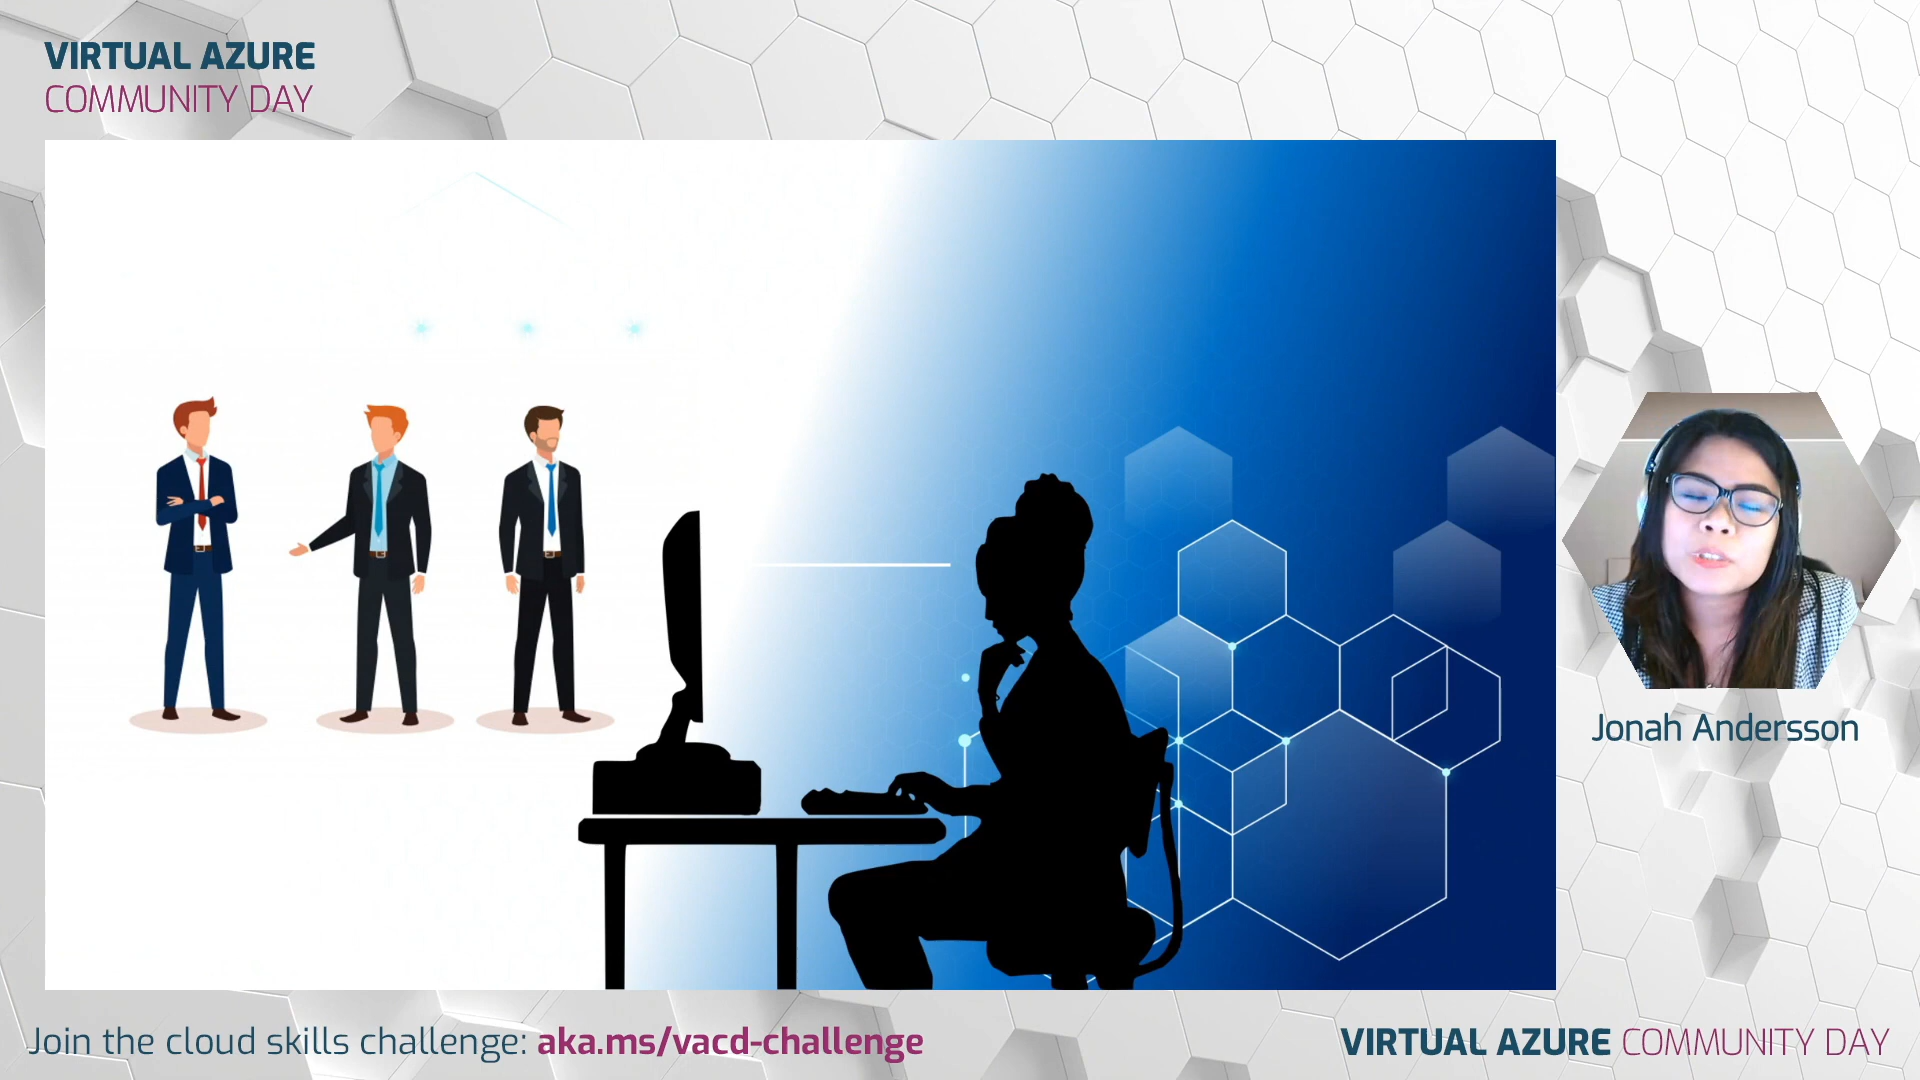 VIRTUAL AZURE
COMMUNITY DAY
Jonah Andersson
Join the cloud skills challenge: aka.ms/vacd-challenge
VIRTUAL AZURE COMMUNITY DAY